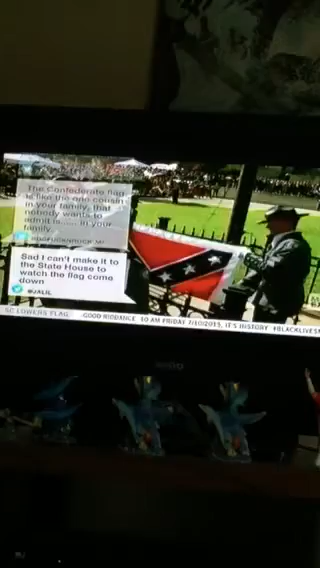 The Confederate flag
is like the one cousin
in your family, that
nobody wants to
admit is...... in your
family.
Sad I can't make it to
the State House to
watch the flag come
down
@JALIL
SC LOWERS FLAG GOOD RIDDANCE. 10 AM FRIDAY 7/10/2015, IT'S HISTORY #BLACKLIVESM